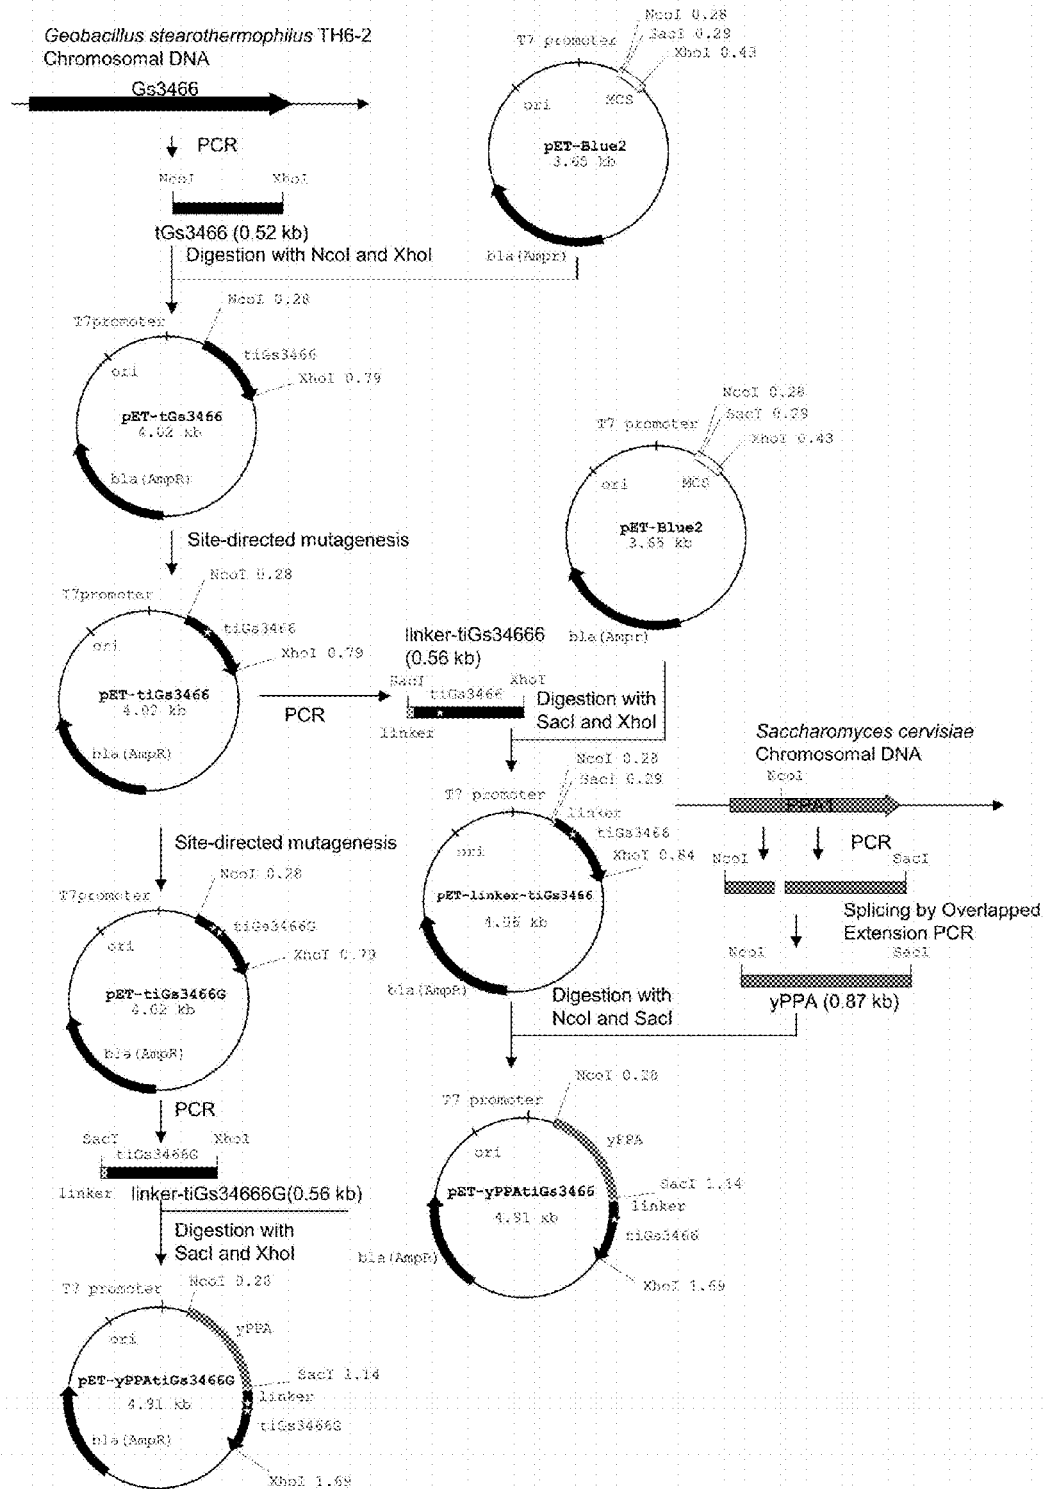 Geobacillus stearothermophilus TH6-2
Chromosomal DNA
Gs3466
PCR
NcoI XhoI
tGs3466 (0.52 kb)
Digestion with NcoI and XhoI
NcoI 0.28
SacI 0.29
XhoI 0.43
T7 promoter
MCS
ori
pET-Blue2
3.65 kb
bla(Ampr)
NcoI 0.28
T7promoter
tiGs3466
ori
XhoI 0.79
pET-tGs3466
4.02 kb
bla(AmpR)
Site-directed mutagenesis
NcoI 0.28
SacI 0.29
XhoI 0.43
T7 promoter
MCS
ori
pET-Blue2
3.65 kb
bla(Ampr)
NcoI 0.28
T7promoter
tiGs3466
ori
XhoI 0.79
pET-tiGs3466
4.02 kb
bla(AmpR)
PCR
linker-tiGs34666
(0.56 kb)
SacI XhoI
tiGs3466
linker
Digestion with
SacI and XhoI
NcoI 0.28
SacI 0.29
T7 promoter
linker
tiGs3466
ori
XhoI 0.84
pET-linker-tiGs3466
bla(AmpR)
Saccharomyces cervisiae
Chromosomal DNA
NcoI
PPA1
PCR
NcoI SacI
Splicing by Overlapped
Extension PCR
NcoI SacI
yPPA (0.87 kb)
Digestion with
NcoI and SacI
Site-directed mutagenesis
NcoI 0.28
T7promoter
tiGs3466G
ori
XhoI 0.79
pET-tiGs3466G
4.02 kb
bla(AmpR)
PCR
SacI XhoI
tiGs3466G
linker
linker-tiGs34666G(0.56 kb)
Digestion with
SacI and XhoI
NcoI 0.28
T7 promoter
yPPA
ori
SacI 1.14
linker
tiGs3466
pET-yPPAtiGs3466
4.91 kb
bla(AmpR)
XhoI 1.69
NcoI 0.28
T7 promoter
yPPA
ori
SacI 1.14
linker
tiGs3466G
pET-yPPAtiGs3466G
4.91 kb
bla(AmpR)
XhoI 1.69